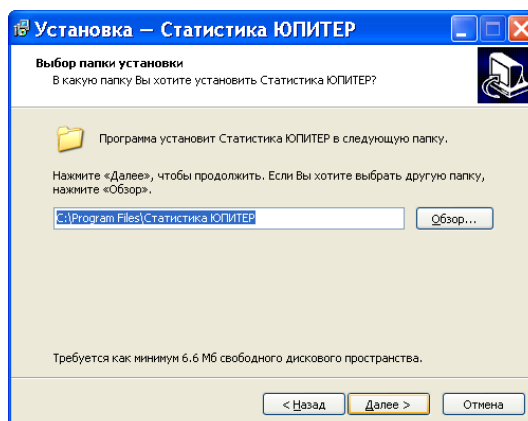 Установка — Статистика ЮПИТЕР
Выбор папки установки
В какую папку Вы хотите установить Статистика ЮПИТЕР?
Программа установит Статистика ЮПИТЕР в следующую папку.
Нажмите «Далее», чтобы продолжить. Если Вы хотите выбрать другую папку,
нажмите «Обзор».
C:\Program Files\Статистика ЮПИТЕР
Обзор...
Требуется как минимум 6.6 Мб свободного дискового пространства.
< Назад
Далее >
Отмена